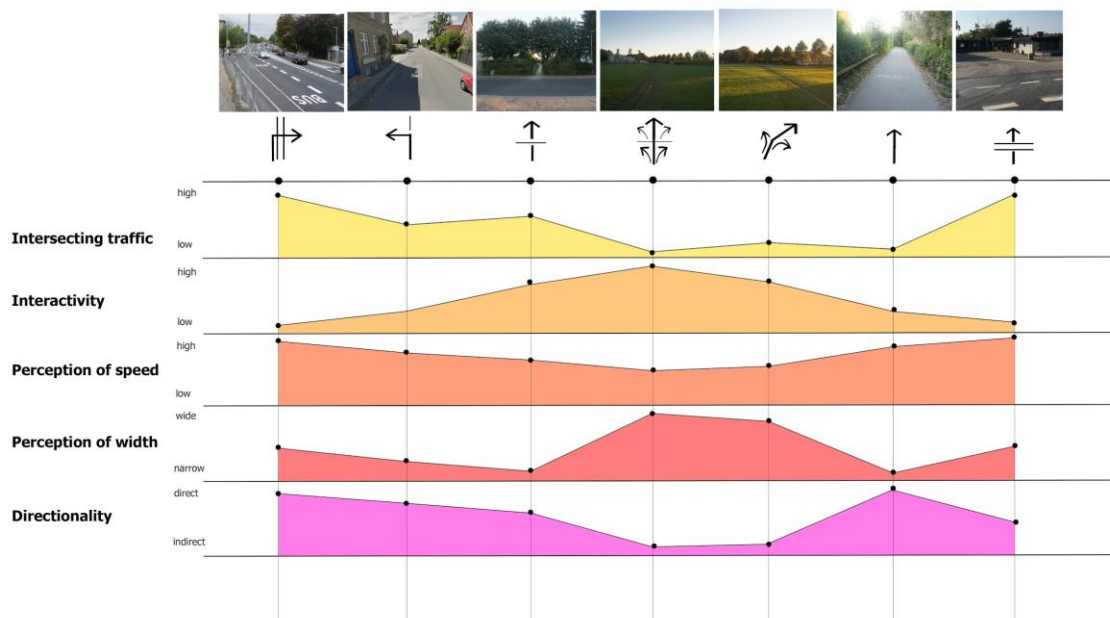 BUS
high
Intersecting traffic
low
high
Interactivity
low
high
Perception of speed
low
wide
Perception of width
narrow
direct
Directionality
indirect